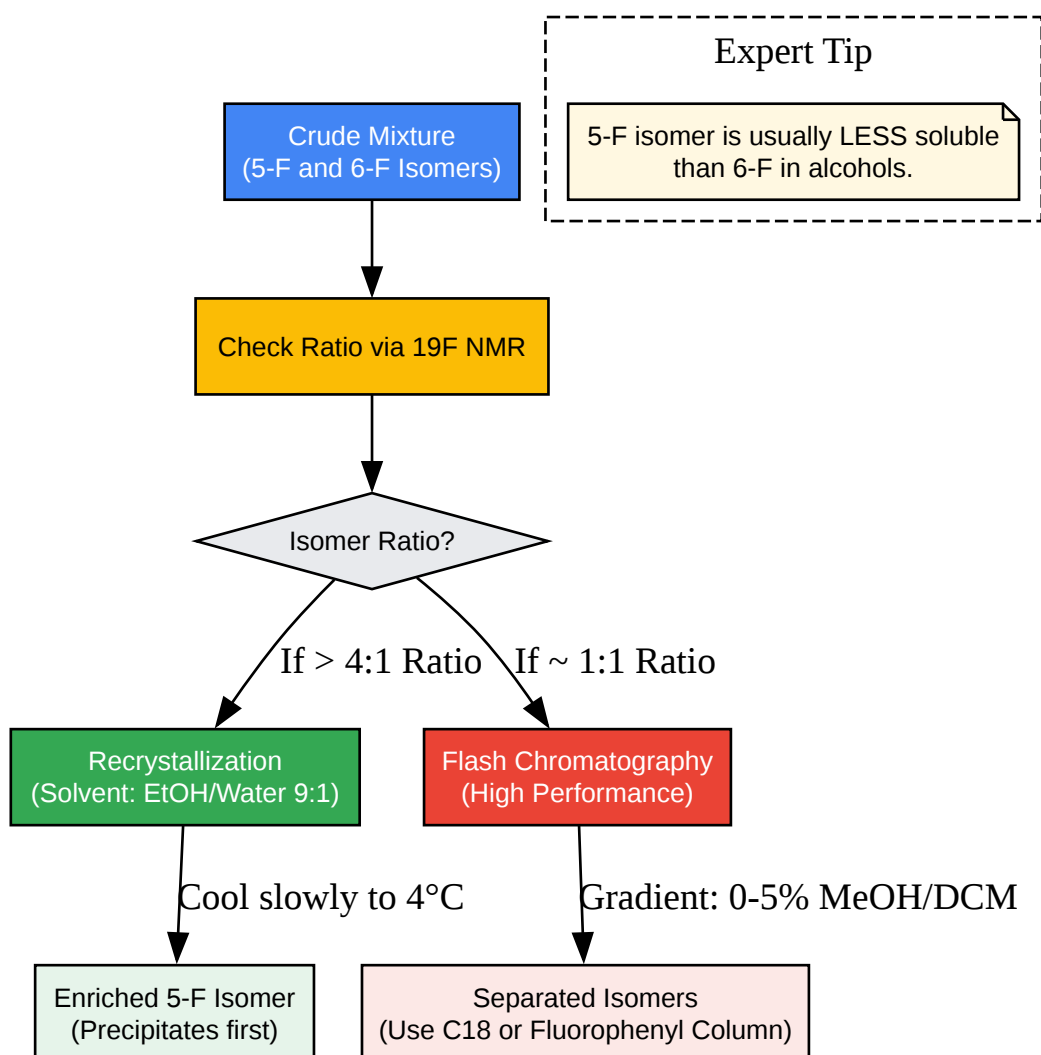 Expert Tip
5-F isomer is usually LESS soluble
than 6-F in alcohols.
Crude Mixture
(5-F and 6-F Isomers)
Check Ratio via 19F NMR
Isomer Ratio?
If > 4:1 Ratio
If ~ 1:1 Ratio
Recrystallization
(Solvent: EtOH/Water 9:1)
Flash Chromatography
(High Performance)
Cool slowly to 4°C
Gradient: 0-5% MeOH/DCM
Enriched 5-F Isomer
(Precipitates first)
Separated Isomers
(Use C18 or Fluorophenyl Column)